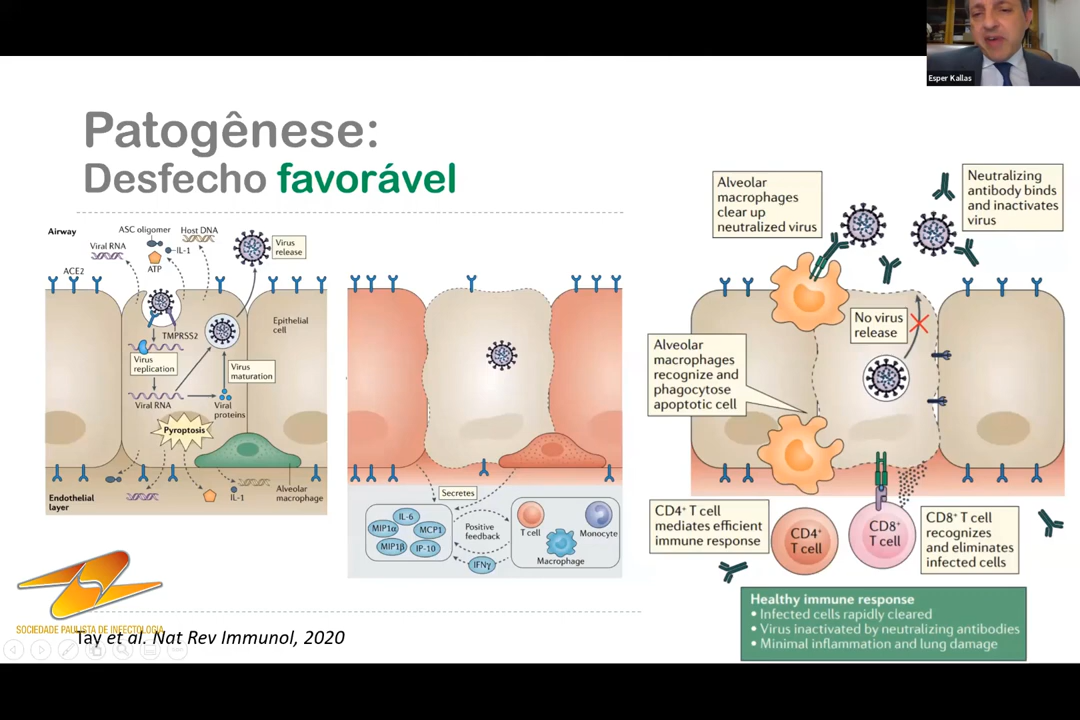 Esper Kallas
Patogênese:
Desfecho favorável
Airway
ASC oligomer
Host DNA
Viral RNA
IL-1
ATP
Virus
release
ACE2
TMPRSS2
Epithelial
cell
Virus
replication
Virus
maturation
Viral RNA
Viral
proteins
Pyroptosis
Endothelial
layer
IL-1
Alveolar
macrophage
Secretes
IL-6
MIP1α
MCP1
MIP1β
IP-10
Positive
feedback
IFNγ
T cell
Monocyte
Macrophage
Alveolar
macrophages
clear up
neutralized virus
Neutralizing
antibody binds
and inactivates
virus
No virus
release
Alveolar
macrophages
recognize and
phagocytose
apoptotic cell
CD4+ T cell
mediates efficient
immune response
CD4+
T cell
CD8+
T cell
CD8+ T cell
recognizes
and eliminates
infected cells
Healthy immune response
• Infected cells rapidly cleared
• Virus inactivated by neutralizing antibodies
• Minimal inflammation and lung damage
SOCIEDADE PAULISTA DE INFECTOLOGIA
Tay et al. Nat Rev Immunol, 2020